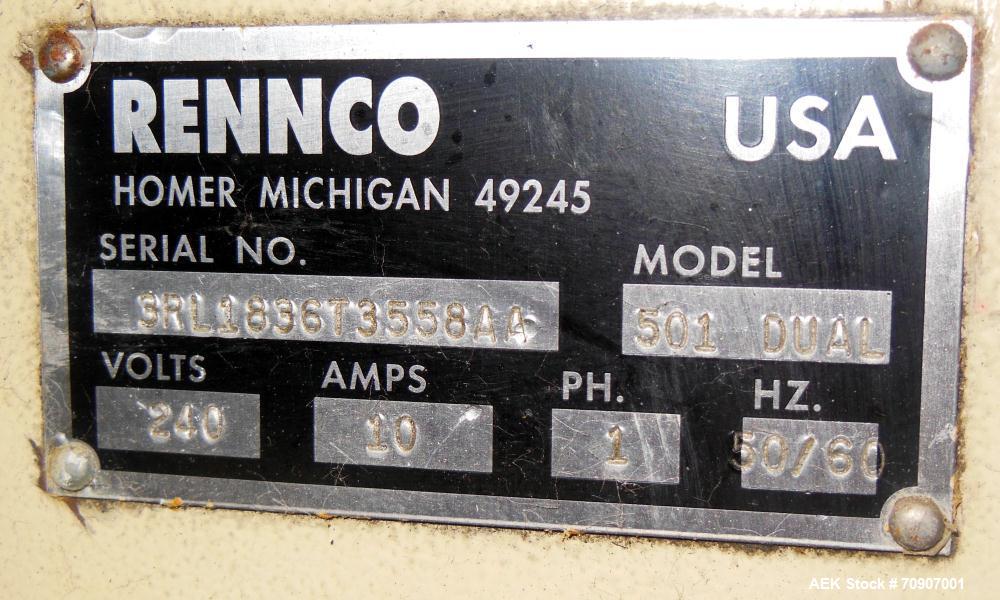 RENNCO USA
HOMER MICHIGAN 49245
SERIAL NO. MODEL
3RL1836T3558AA 501 DUAL
VOLTS AMPS PH. HZ.
240 10 1 50/60
AEK Stock # 70907001